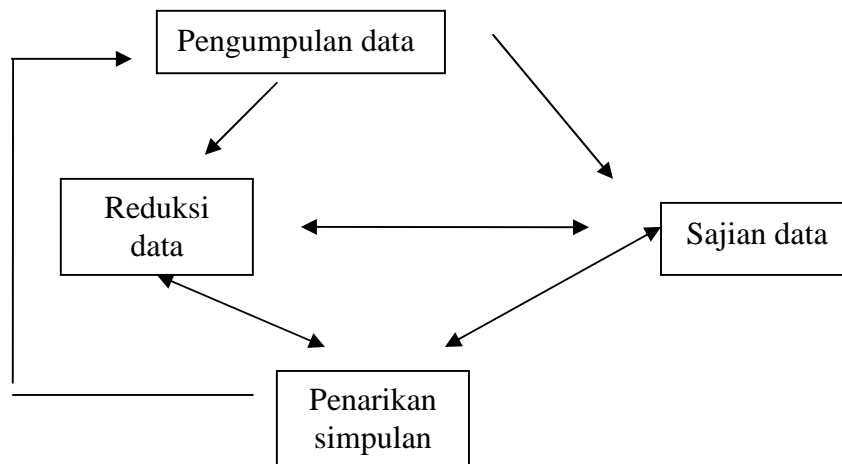 Pengumpulan data
Reduksi
data
Sajian data
Penarikan
simpulan